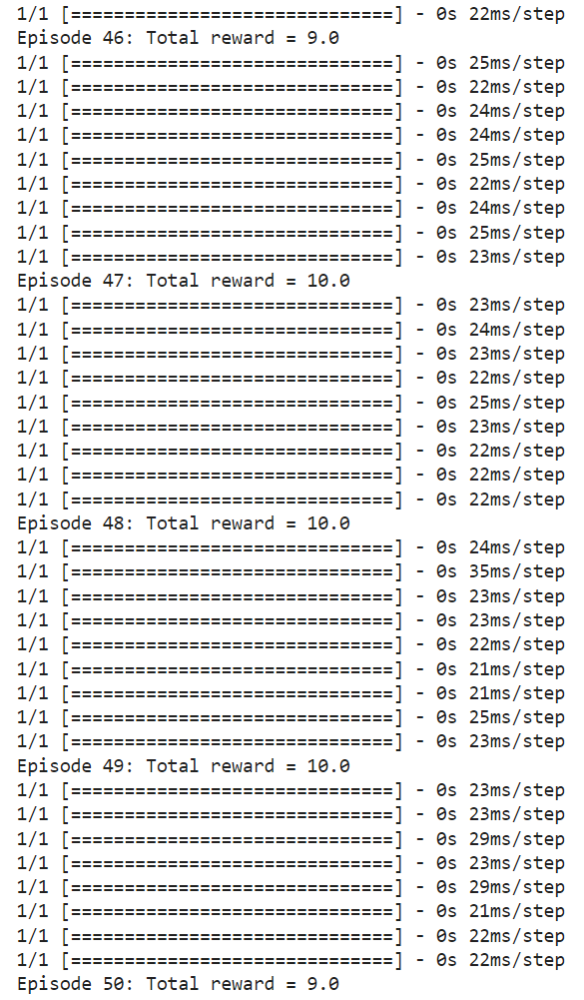 1/1 [==============================] - 0s 22ms/step
Episode 46: Total reward = 9.0
1/1 [==============================] - 0s 25ms/step
1/1 [==============================] - 0s 22ms/step
1/1 [==============================] - 0s 24ms/step
1/1 [==============================] - 0s 24ms/step
1/1 [==============================] - 0s 25ms/step
1/1 [==============================] - 0s 22ms/step
1/1 [==============================] - 0s 24ms/step
1/1 [==============================] - 0s 25ms/step
1/1 [==============================] - 0s 23ms/step
Episode 47: Total reward = 10.0
1/1 [==============================] - 0s 23ms/step
1/1 [==============================] - 0s 24ms/step
1/1 [==============================] - 0s 23ms/step
1/1 [==============================] - 0s 22ms/step
1/1 [==============================] - 0s 25ms/step
1/1 [==============================] - 0s 23ms/step
1/1 [==============================] - 0s 22ms/step
1/1 [==============================] - 0s 22ms/step
1/1 [==============================] - 0s 22ms/step
Episode 48: Total reward = 10.0
1/1 [==============================] - 0s 24ms/step
1/1 [==============================] - 0s 35ms/step
1/1 [==============================] - 0s 23ms/step
1/1 [==============================] - 0s 23ms/step
1/1 [==============================] - 0s 22ms/step
1/1 [==============================] - 0s 21ms/step
1/1 [==============================] - 0s 21ms/step
1/1 [==============================] - 0s 25ms/step
1/1 [==============================] - 0s 23ms/step
Episode 49: Total reward = 10.0
1/1 [==============================] - 0s 23ms/step
1/1 [==============================] - 0s 23ms/step
1/1 [==============================] - 0s 29ms/step
1/1 [==============================] - 0s 23ms/step
1/1 [==============================] - 0s 29ms/step
1/1 [==============================] - 0s 21ms/step
1/1 [==============================] - 0s 22ms/step
1/1 [==============================] - 0s 22ms/step
Episode 50: Total reward = 9.0